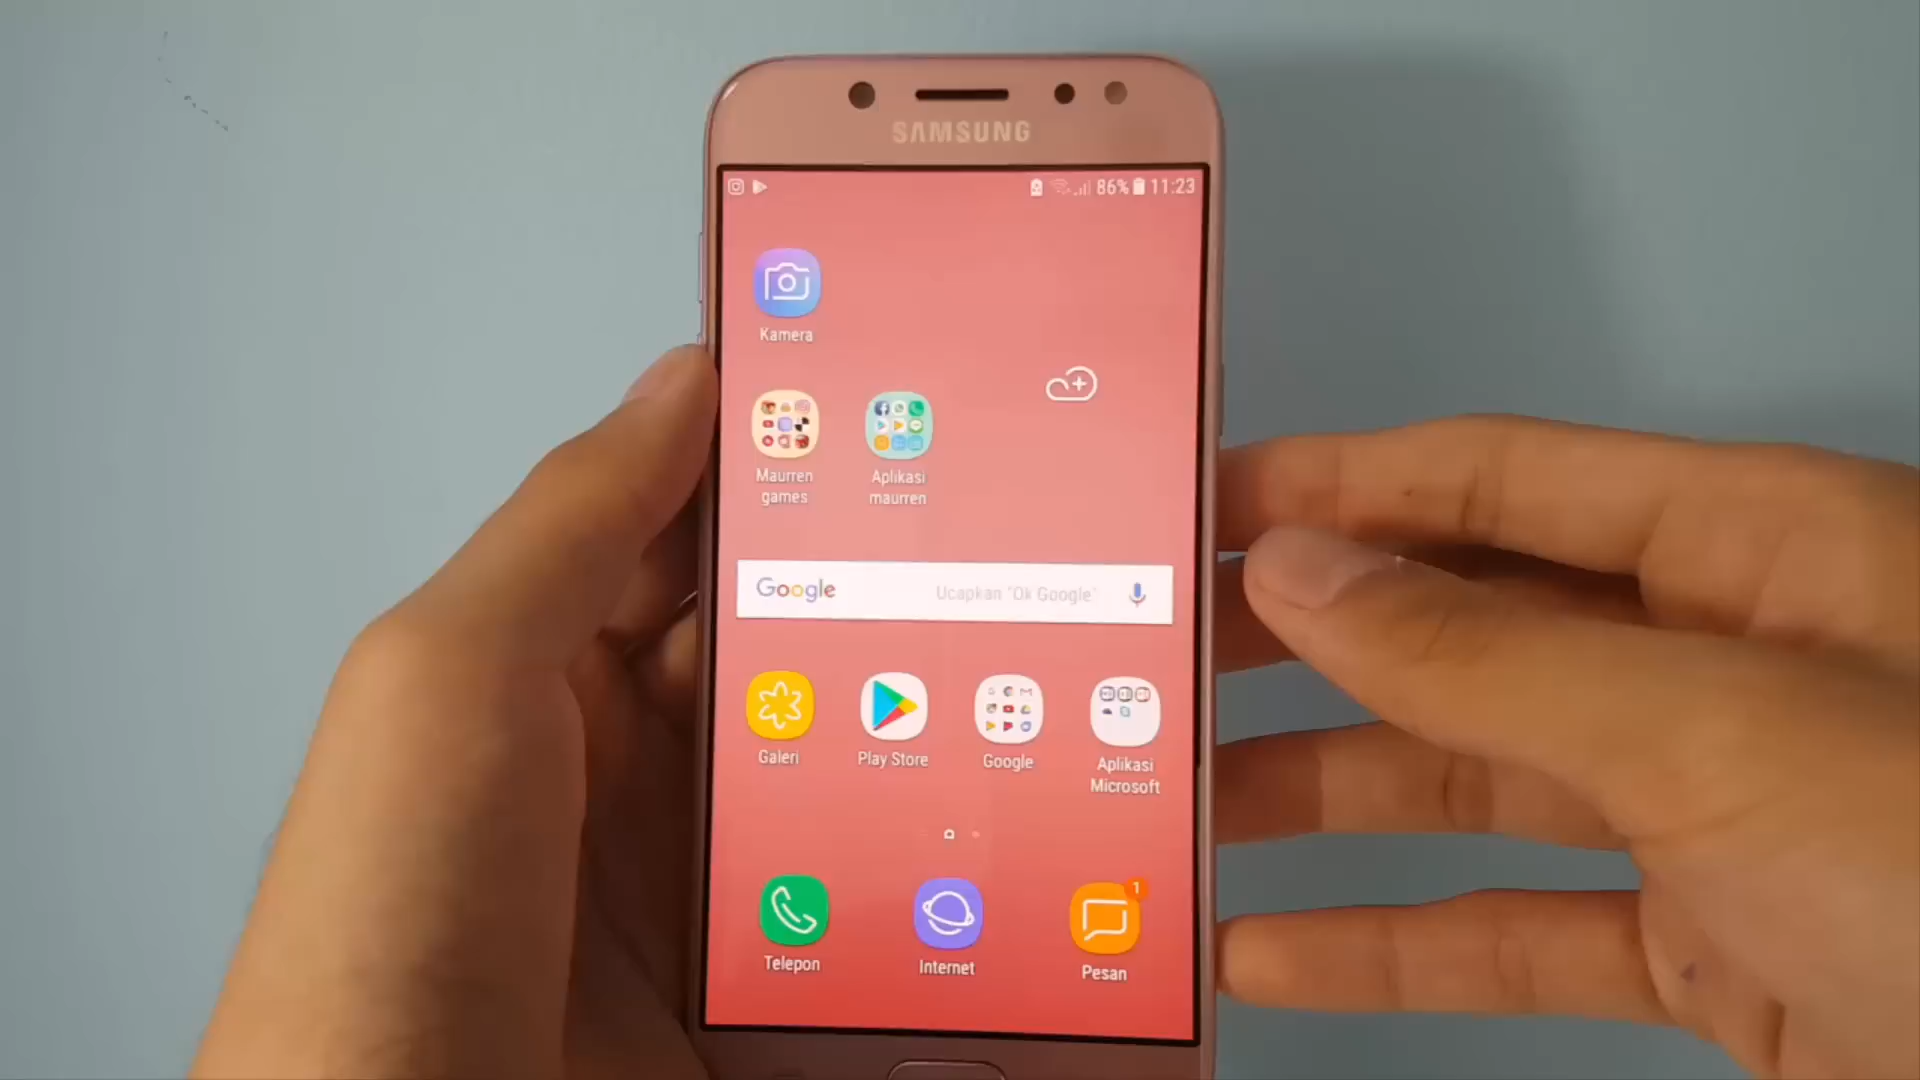 SAMSUNG
86% 11:23
Kamera
Maurren games
Aplikasi maurren
Google
Ucapkan "Ok Google"
Galeri
Play Store
Google
Aplikasi Microsoft
1
Telepon
Internet
Pesan